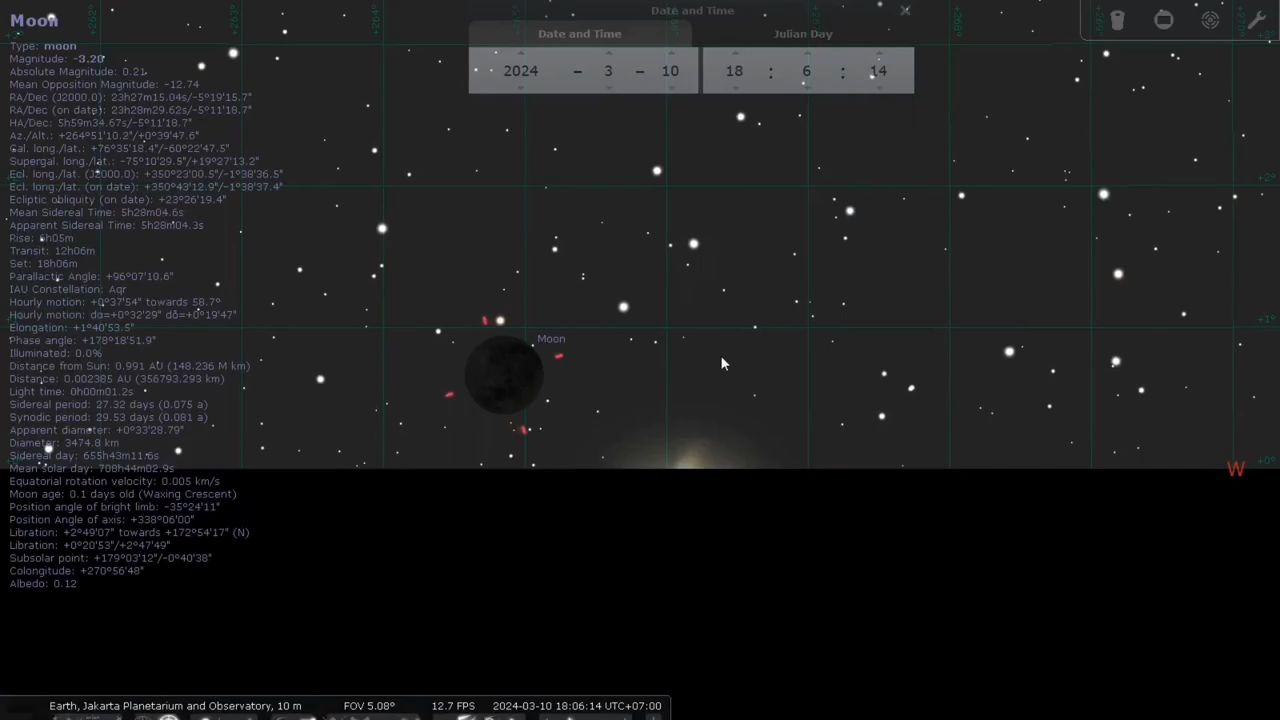 Date and Time
Date and Time
Julian Day
2024 - 3 - 10 18 : 6 : 14
Moon
Type: moon
Magnitude: -3.20
Absolute Magnitude: 0.21
Mean Opposition Magnitude: -12.74
RA/Dec (J2000.0): 23h27m15.04s/-5°19'15.7"
RA/Dec (on date): 23h28m29.62s/-5°11'18.7"
HA/Dec: 5h59m34.67s/-5°11'18.7"
Az./Alt.: +264°51'10.2"/+0°39'47.6"
Gal. long./lat.: +76°35'18.4"/-60°22'47.5"
Supergal. long./lat.: -75°10'29.5"/+19°27'13.2"
Ecl. long./lat. (J2000.0): +350°23'00.5"/-1°38'36.5"
Ecl. long./lat. (on date): +350°43'12.9"/-1°38'37.4"
Ecliptic obliquity (on date): +23°26'19.4"
Mean Sidereal Time: 5h28m04.6s
Apparent Sidereal Time: 5h28m04.3s
Rise: 6h05m
Transit: 12h06m
Set: 18h06m
Parallactic Angle: +96°07'10.6"
IAU Constellation: Aqr
Hourly motion: +0°37'54" towards 58.7°
Hourly motion: dα=+0°32'29" dδ=+0°19'47"
Elongation: +1°40'53.5"
Phase angle: +178°18'51.9"
Illuminated: 0.0%
Distance from Sun: 0.991 AU (148.236 M km)
Distance: 0.002385 AU (356793.293 km)
Light time: 0h00m01.2s
Sidereal period: 27.32 days (0.075 a)
Synodic period: 29.53 days (0.081 a)
Apparent diameter: +0°33'28.79"
Diameter: 3474.8 km
Sidereal day: 655h43m11.6s
Mean solar day: 708h44m02.9s
Equatorial rotation velocity: 0.005 km/s
Moon age: 0.1 days old (Waxing Crescent)
Position angle of bright limb: -35°24'11"
Position Angle of axis: +338°06'00"
Libration: +2°49'07" towards +172°54'17" (N)
Libration: +0°20'53"/+2°47'49"
Subsolar point: +179°03'12"/-0°40'38"
Colongitude: +270°56'48"
Albedo: 0.12
+262°
+263°
+264°
+268°
+2°
+1°
+0°
Moon
W
Earth, Jakarta Planetarium and Observatory, 10 m FOV 5.08° 12.7 FPS 2024-03-10 18:06:14 UTC+07:00